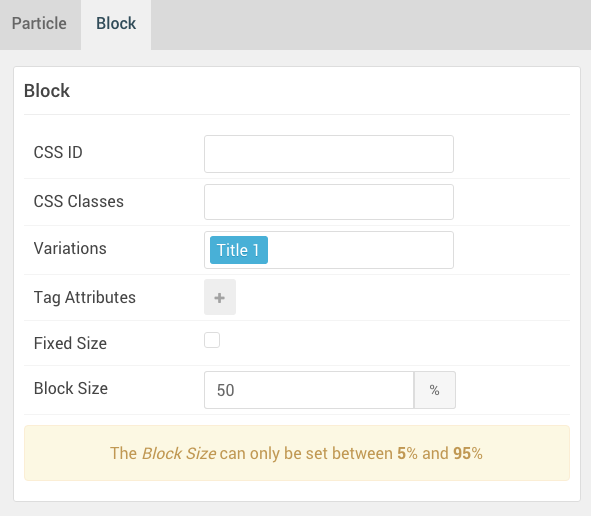 Particle Block
Block
CSS ID
CSS Classes
Variations Title 1
Tag Attributes +
Fixed Size
Block Size 50 %
The Block Size can only be set between 5% and 95%